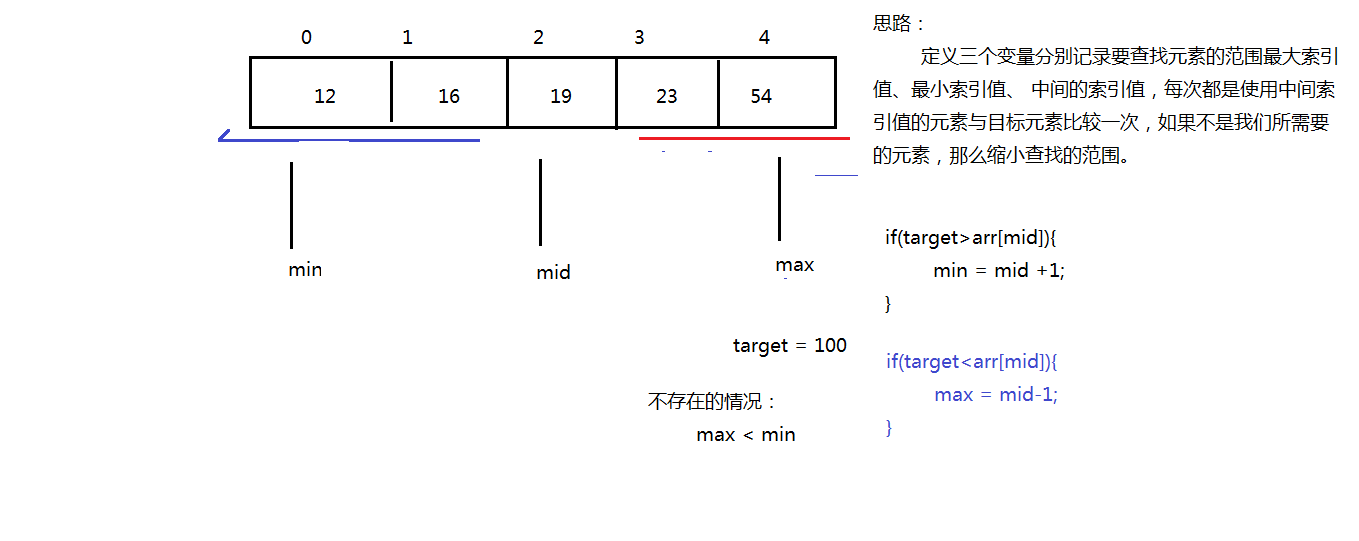 0 1 2 3 4
12 16 19 23 54
min mid max
target = 100
不存在的情况：
max < min
思路：
定义三个变量分别记录要查找元素的范围最大索引
值、最小索引值、 中间的索引值，每次都是使用中间索
引值的元素与目标元素比较一次，如果不是我们所需要
的元素，那么缩小查找的范围。
if(target>arr[mid]){
min = mid +1;
}
if(target<arr[mid]){
max = mid-1;
}